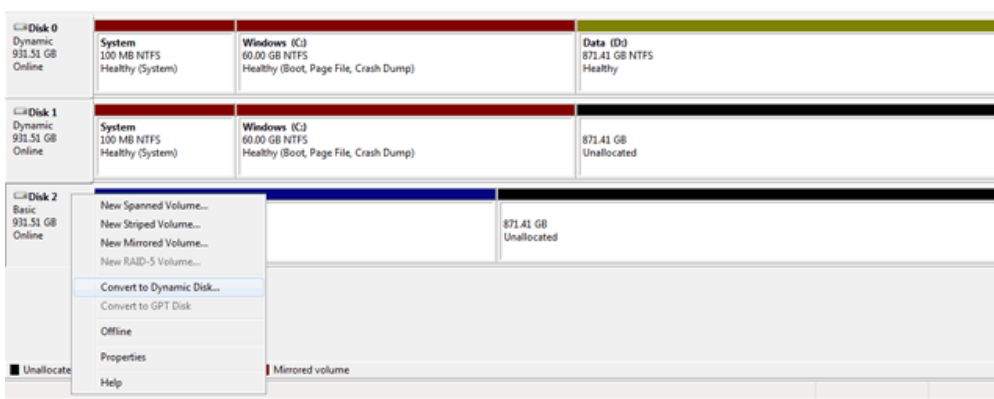 Disk 0
Dynamic
931.51 GB
Online
System
100 MB NTFS
Healthy (System)
Windows (C:)
60.00 GB NTFS
Healthy (Boot, Page File, Crash Dump)
Data (D:)
871.41 GB NTFS
Healthy
Disk 1
Dynamic
931.51 GB
Online
System
100 MB NTFS
Healthy (System)
Windows (C:)
60.00 GB NTFS
Healthy (Boot, Page File, Crash Dump)
871.41 GB
Unallocated
Disk 2
Basic
931.51 GB
Online
871.41 GB
Unallocated
New Spanned Volume...
New Striped Volume...
New Mirrored Volume...
New RAID-5 Volume...
Convert to Dynamic Disk...
Convert to GPT Disk
Offline
Properties
Help
Unallocate
Mirrored volume